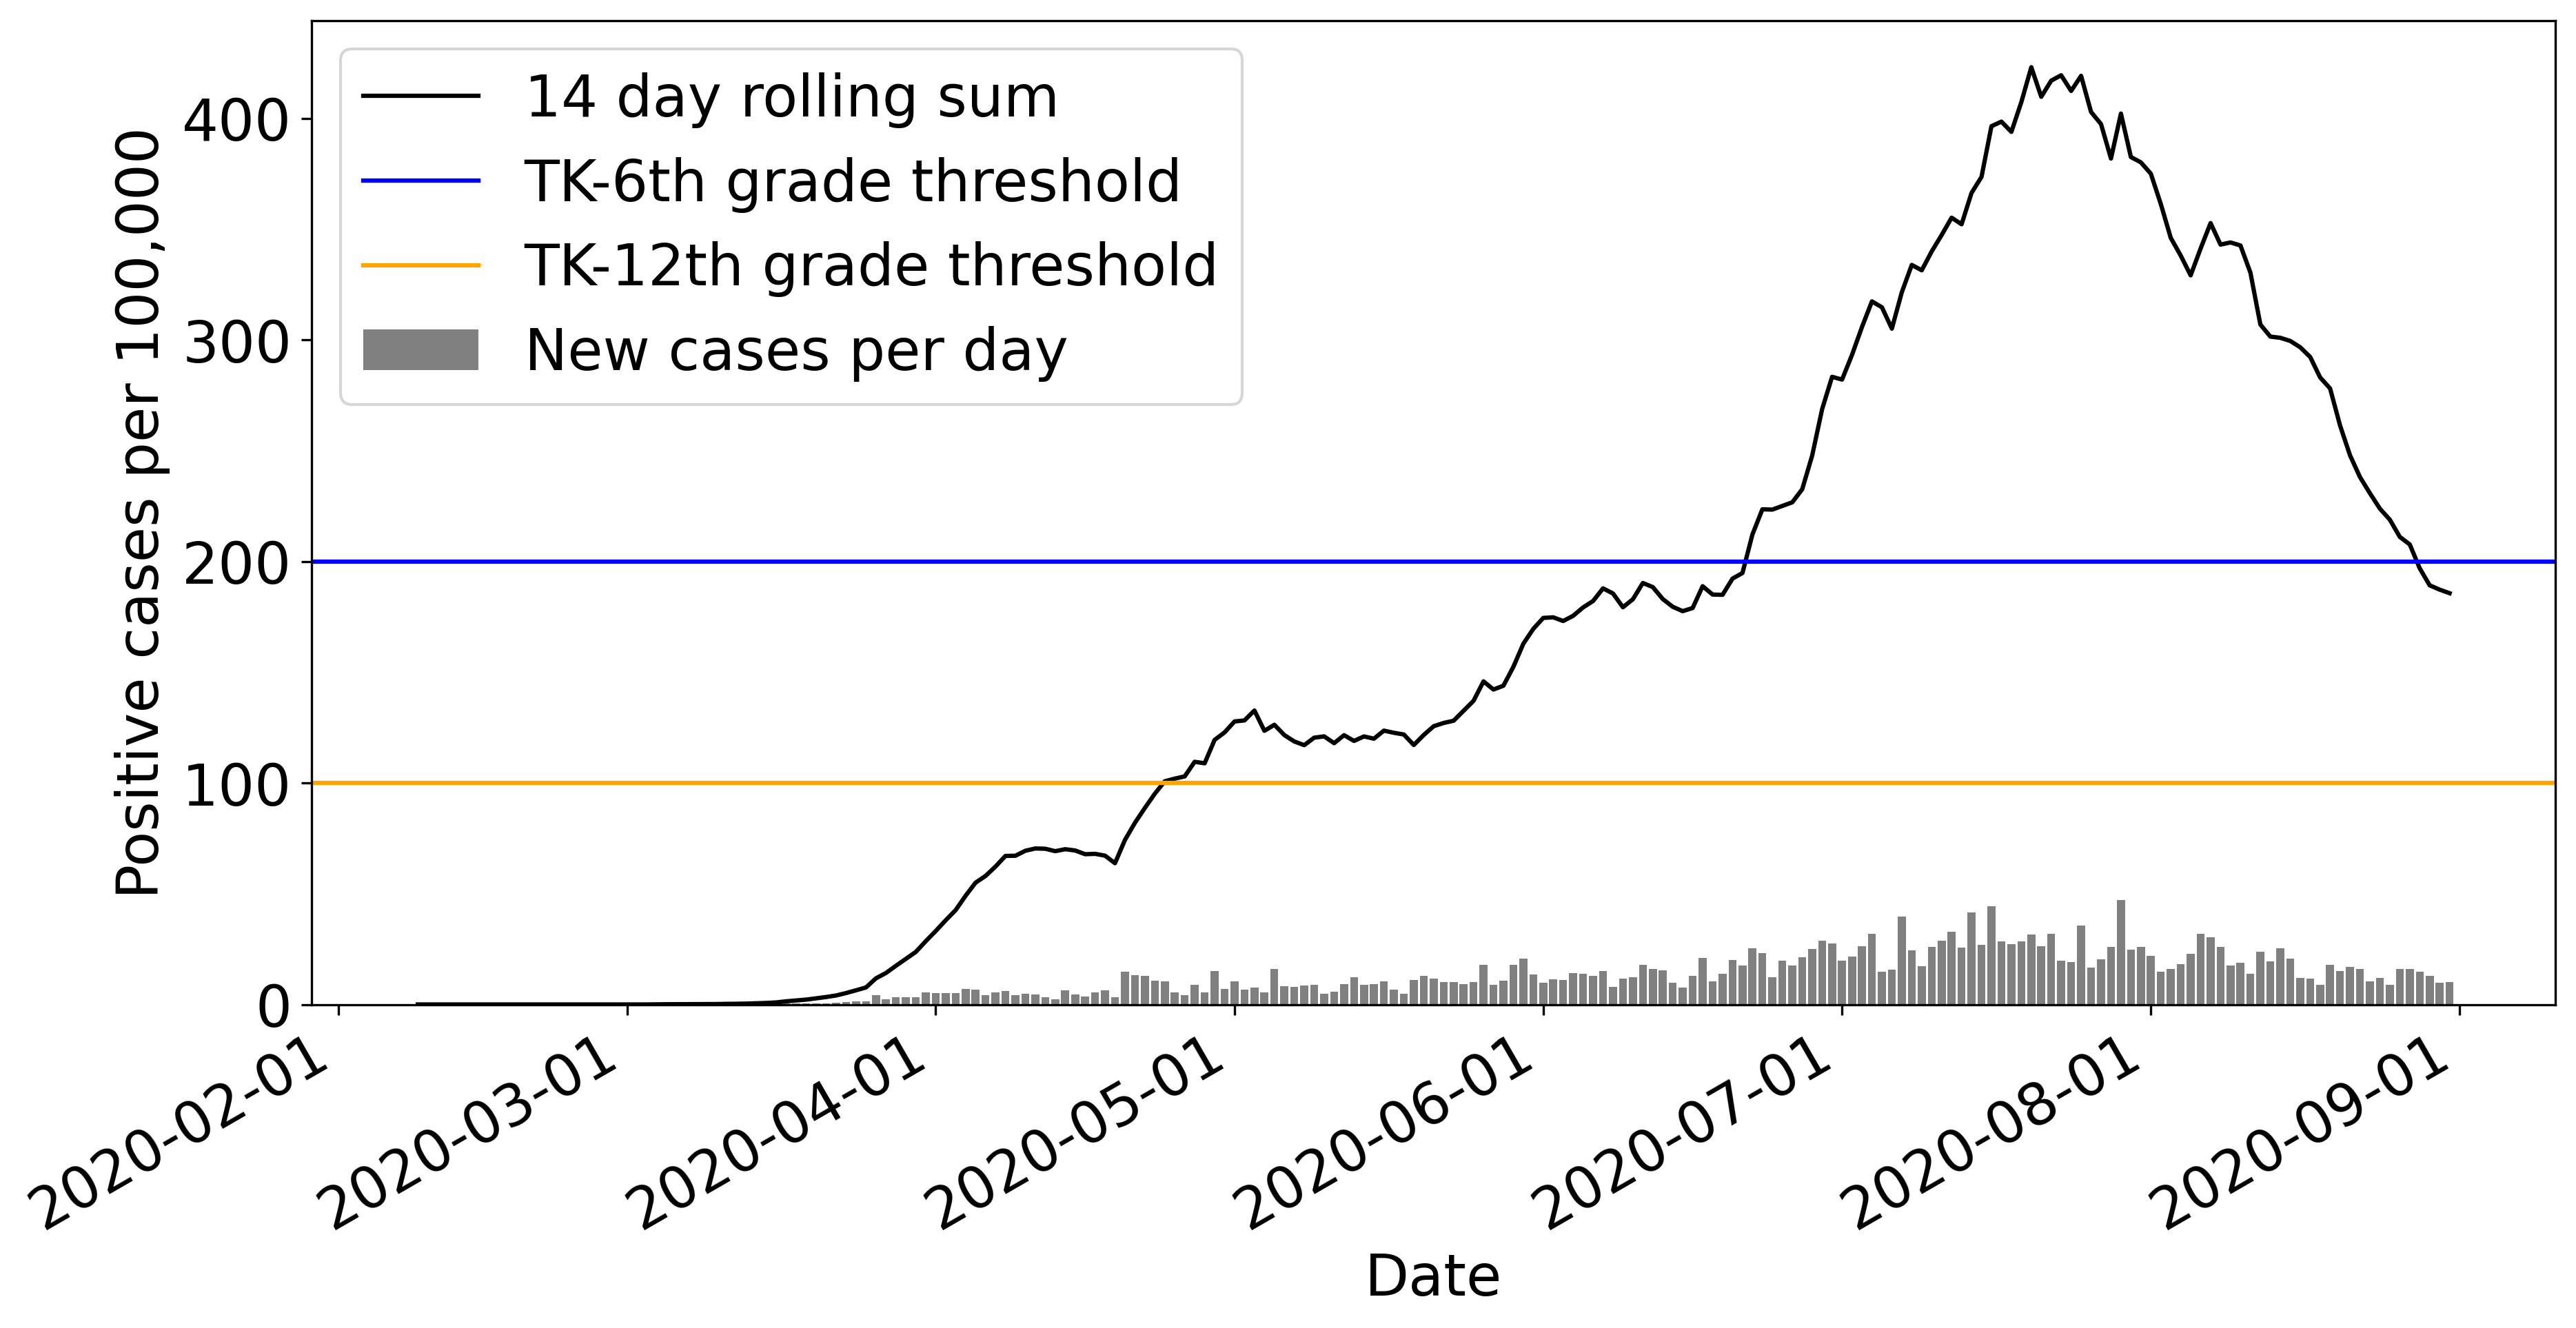 14 day rolling sum
TK-6th grade threshold
TK-12th grade threshold
New cases per day
Positive cases per 100,000
400
300
200
100
0
2020-02-01
2020-03-01
2020-04-01
2020-05-01
2020-06-01
2020-07-01
2020-08-01
2020-09-01
Date